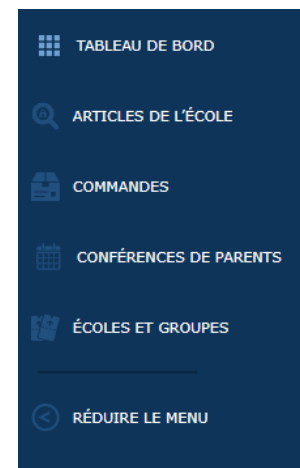 TABLEAU DE BORD
ARTICLES DE L'ÉCOLE
COMMANDES
CONFÉRENCES DE PARENTS
ÉCOLES ET GROUPES
RÉDUIRE LE MENU